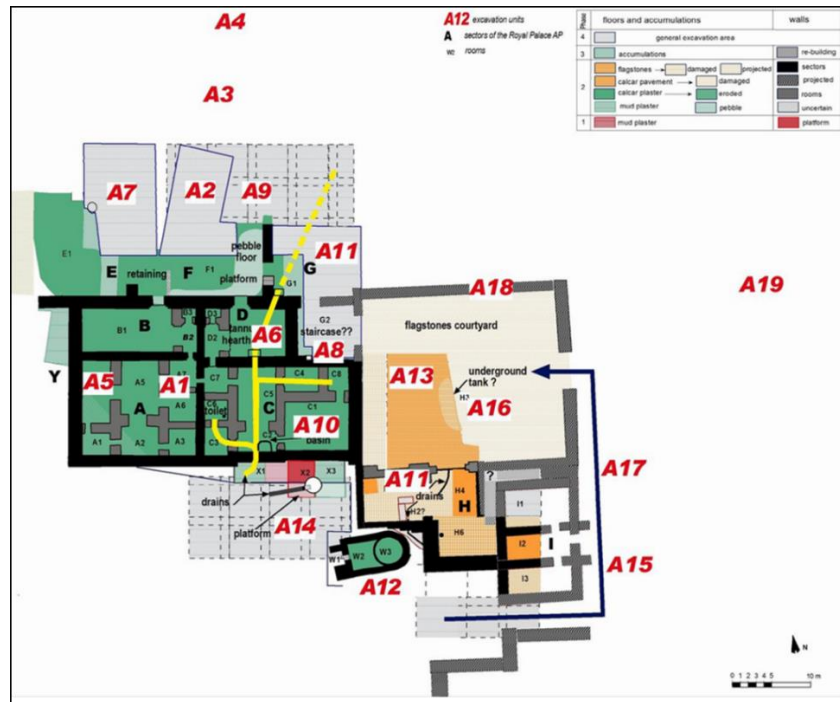 A4
A12 excavation units
A sectors of the Royal Palace AP
W2 rooms
Phase
floors and accumulations
walls
4 general excavation area
3 accumulations
re-building
2
flagstones damaged projected
sectors
calcar pavement damaged
projected
calcar plaster eroded
rooms
mud plaster pebble
uncertain
1 mud plaster
platform
A3
A7
A2
A9
A11
A18
A19
E1
E
retaining
F
F1
pebble
floor
platform
G
G1
G2
flagstones courtyard
B1
B
B3
B2
D3
D
D2
hearth
A6
staircase??
A8
underground
tank ?
H?
A13
A16
Y
A5
A5
A1
A7
A6
A
A1
A2
A3
C7
C6
toilet
C3
C5
C4
C8
C
C1
C2
A10
basin
A17
X1
X2
X3
drains
platform
A14
A11
drains
H2?
H4
H
H6
?
I1
I2
I
I3
A15
W1
W2
W3
A12
N
0 1 2 3 4 5 10 m